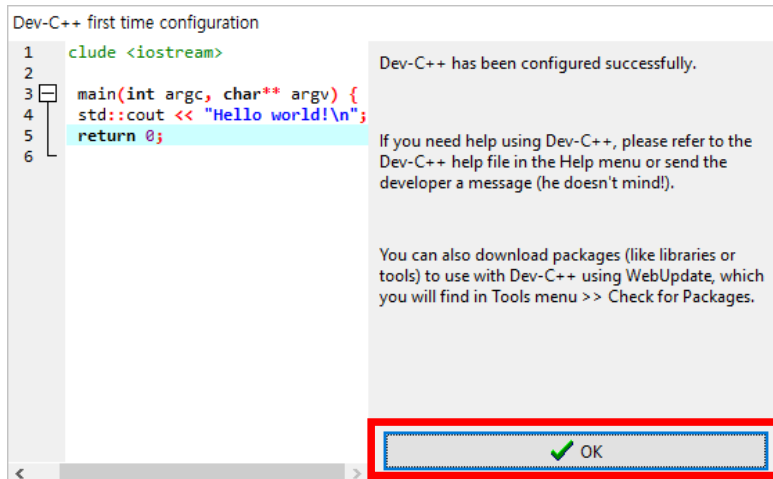 Dev-C++ first time configuration
1 clude <iostream>
2
3 main(int argc, char** argv) {
4 std::cout << "Hello world!\n";
5 return 0;
6
Dev-C++ has been configured successfully.
If you need help using Dev-C++, please refer to the
Dev-C++ help file in the Help menu or send the
developer a message (he doesn't mind!).
You can also download packages (like libraries or
tools) to use with Dev-C++ using WebUpdate, which
you will find in Tools menu >> Check for Packages.
OK